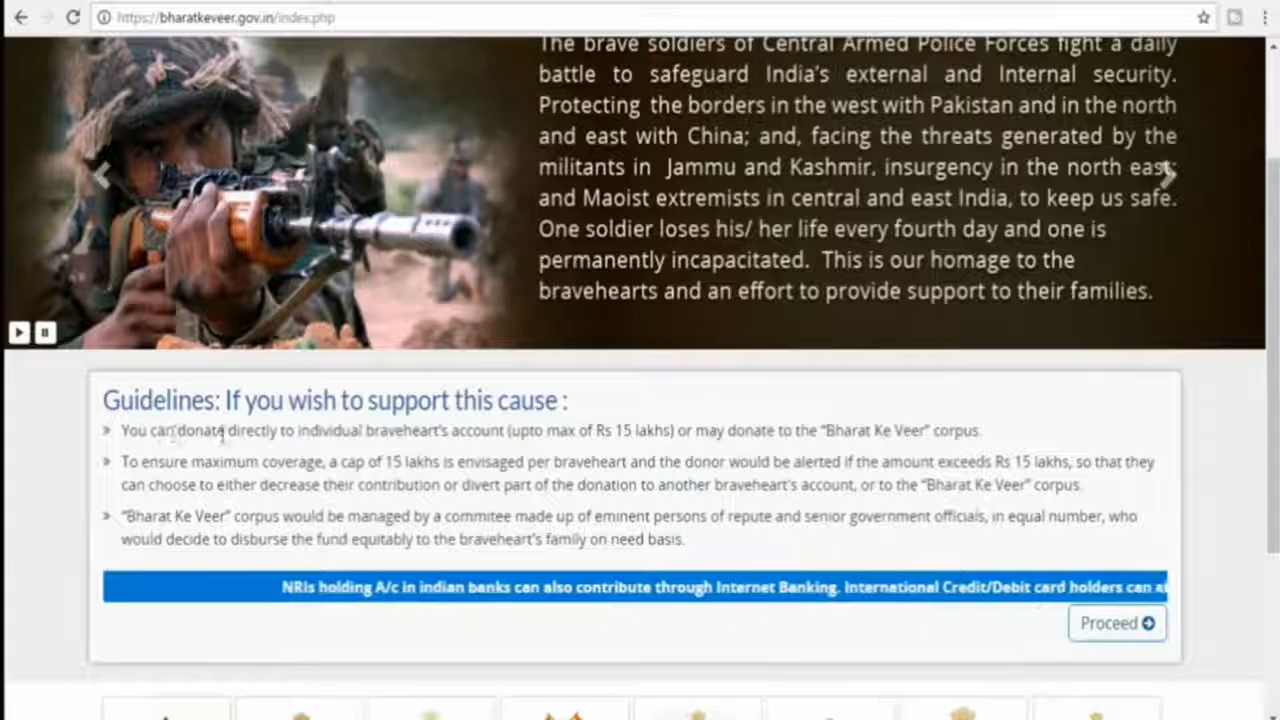 https://bharatkeveer.gov.in/index.php
The brave soldiers of Central Armed Police Forces fight a daily
battle to safeguard India's external and Internal security.
Protecting the borders in the west with Pakistan and in the north
and east with China; and, facing the threats generated by the
militants in Jammu and Kashmir, insurgency in the north east;
and Maoist extremists in central and east India, to keep us safe.
One soldier loses his/ her life every fourth day and one is
permanently incapacitated. This is our homage to the
bravehearts and an effort to provide support to their families.
Guidelines: If you wish to support this cause :
» You can donate directly to individual braveheart's account (upto max of Rs 15 lakhs) or may donate to the "Bharat Ke Veer" corpus.
» To ensure maximum coverage, a cap of 15 lakhs is envisaged per braveheart and the donor would be alerted if the amount exceeds Rs 15 lakhs, so that they
can choose to either decrease their contribution or divert part of the donation to another braveheart's account, or to the "Bharat Ke Veer" corpus.
» "Bharat Ke Veer" corpus would be managed by a commitee made up of eminent persons of repute and senior government officials, in equal number, who
would decide to disburse the fund equitably to the braveheart's family on need basis.
NRIs holding A/c in indian banks can also contribute through Internet Banking. International Credit/Debit card holders can
Proceed